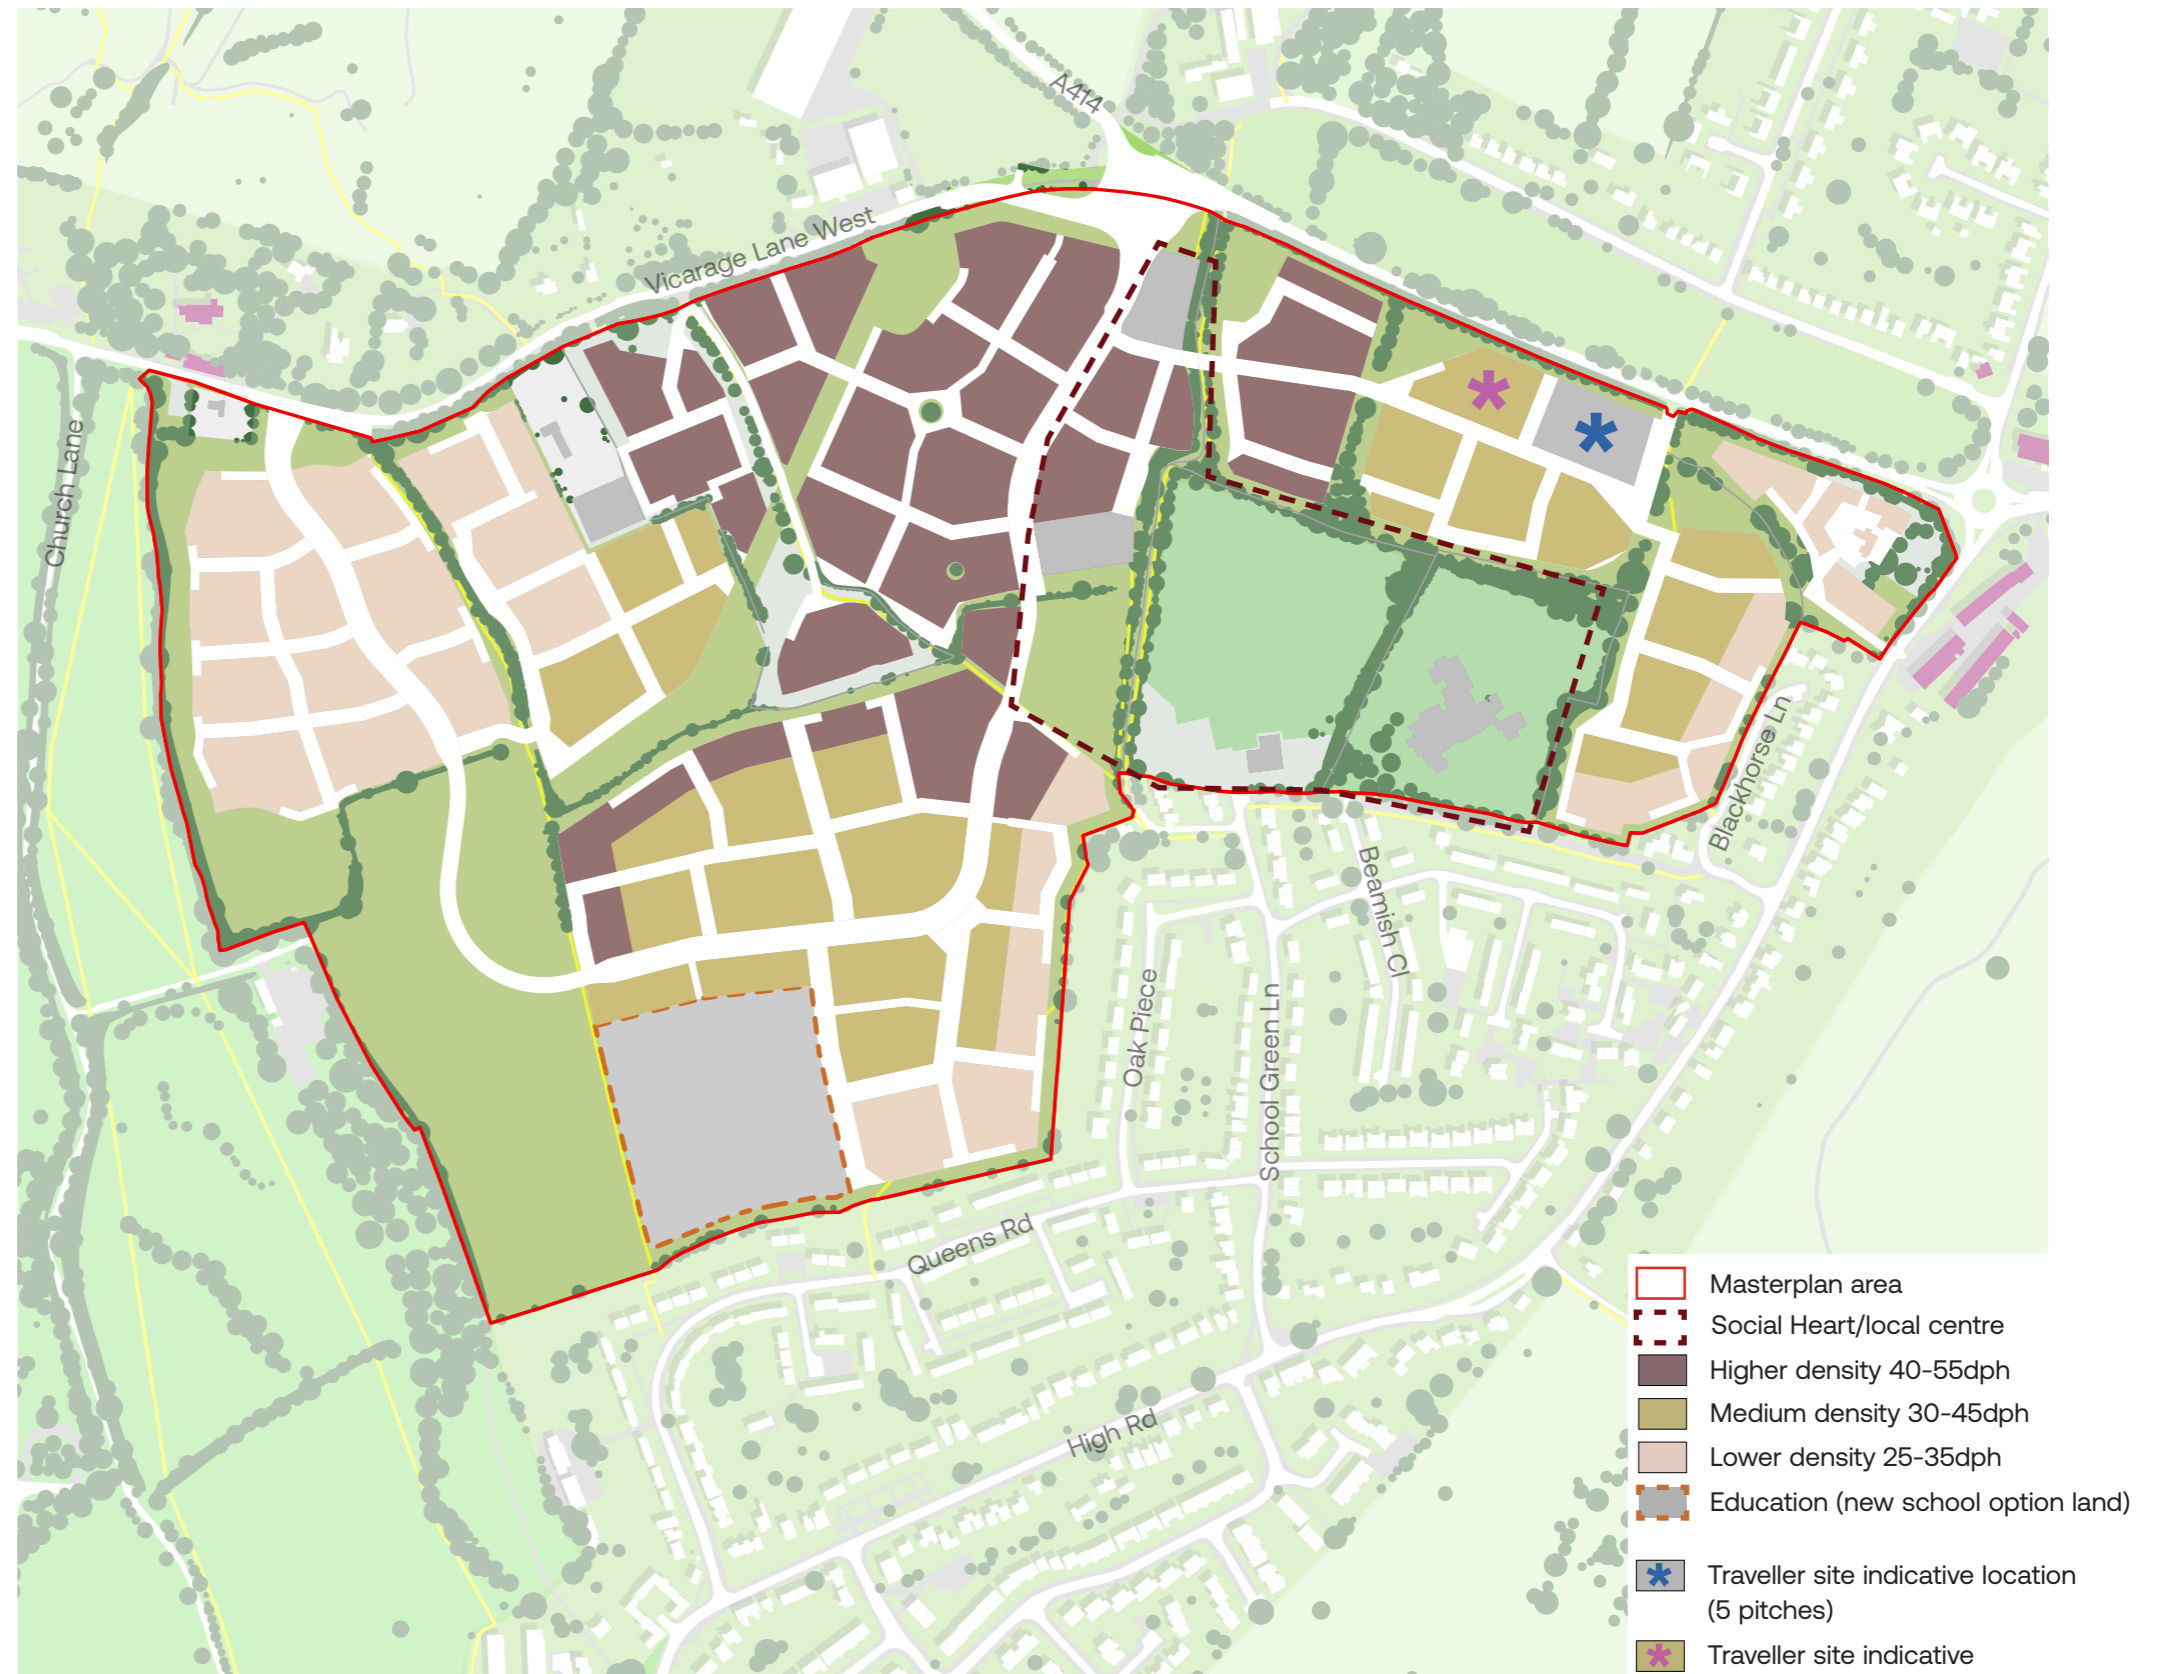 A414
Vicarage Lane West
Church Lane
Blackhorse Ln
Beamish Cl
Oak Piece
School Green Ln
Queens Rd
High Rd
Masterplan area
Social Heart/local centre
Higher density 40-55dph
Medium density 30-45dph
Lower density 25-35dph
Education (new school option land)
Traveller site indicative location
(5 pitches)
Traveller site indicative